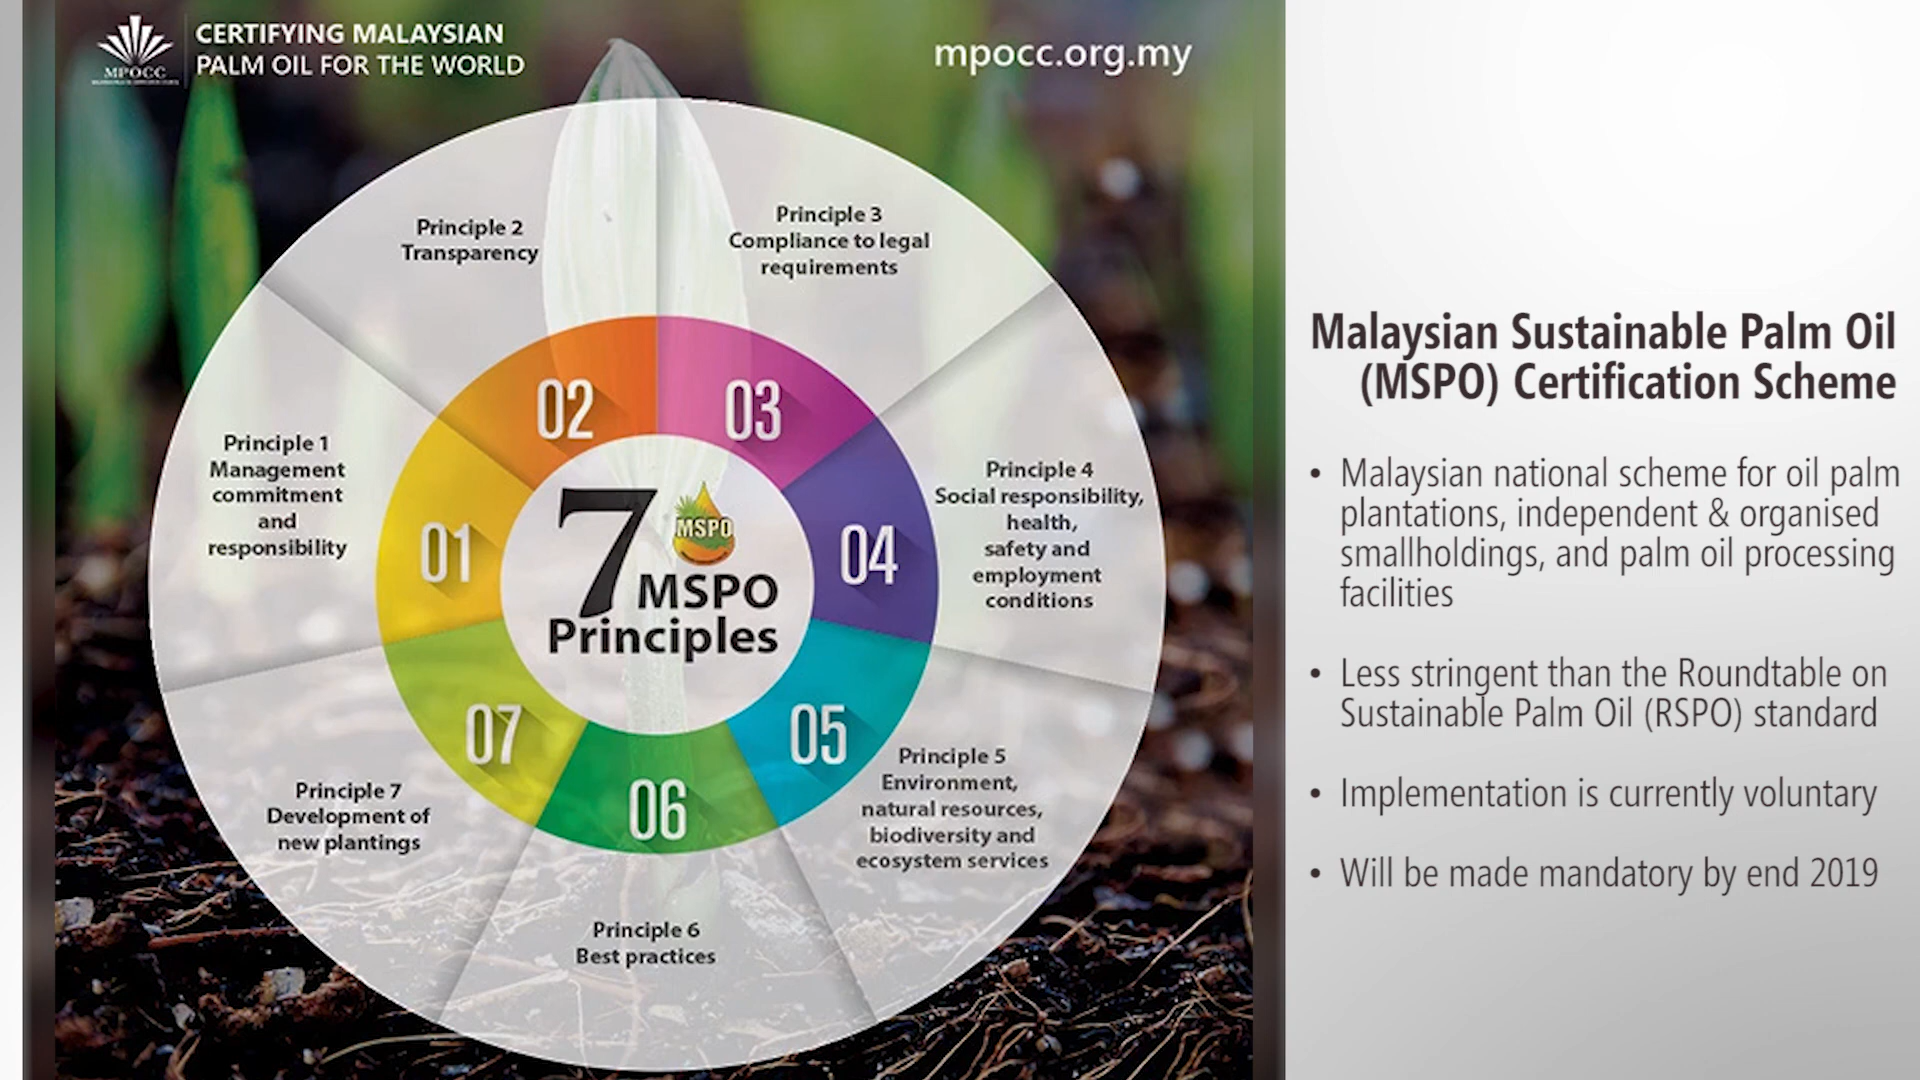 MPOCC
CERTIFYING MALAYSIAN
PALM OIL FOR THE WORLD
mpocc.org.my
Principle 2
Transparency
Principle 3
Compliance to legal
requirements
Principle 1
Management
commitment
and
responsibility
Principle 4
Social responsibility,
health,
safety and
employment
conditions
Principle 5
Environment,
natural resources,
biodiversity and
ecosystem services
Principle 6
Best practices
Principle 7
Development of
new plantings
01
02
03
04
05
06
07
7
MSPO
MSPO
Principles
Malaysian Sustainable Palm Oil
(MSPO) Certification Scheme
• Malaysian national scheme for oil palm
plantations, independent & organised
smallholdings, and palm oil processing
facilities
• Less stringent than the Roundtable on
Sustainable Palm Oil (RSPO) standard
• Implementation is currently voluntary
• Will be made mandatory by end 2019